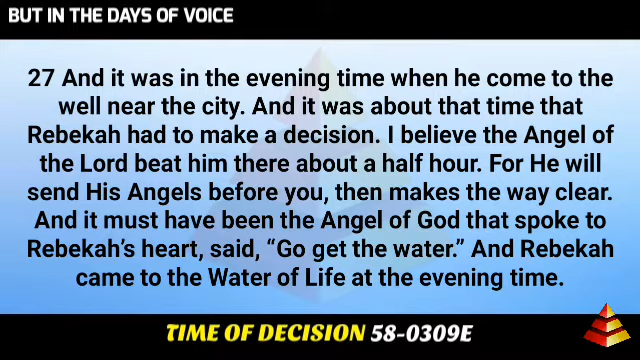 BUT IN THE DAYS OF VOICE
27 And it was in the evening time when he come to the
well near the city. And it was about that time that
Rebekah had to make a decision. I believe the Angel of
the Lord beat him there about a half hour. For He will
send His Angels before you, then makes the way clear.
And it must have been the Angel of God that spoke to
Rebekah’s heart, said, “Go get the water.” And Rebekah
came to the Water of Life at the evening time.
TIME OF DECISION 58-0309E